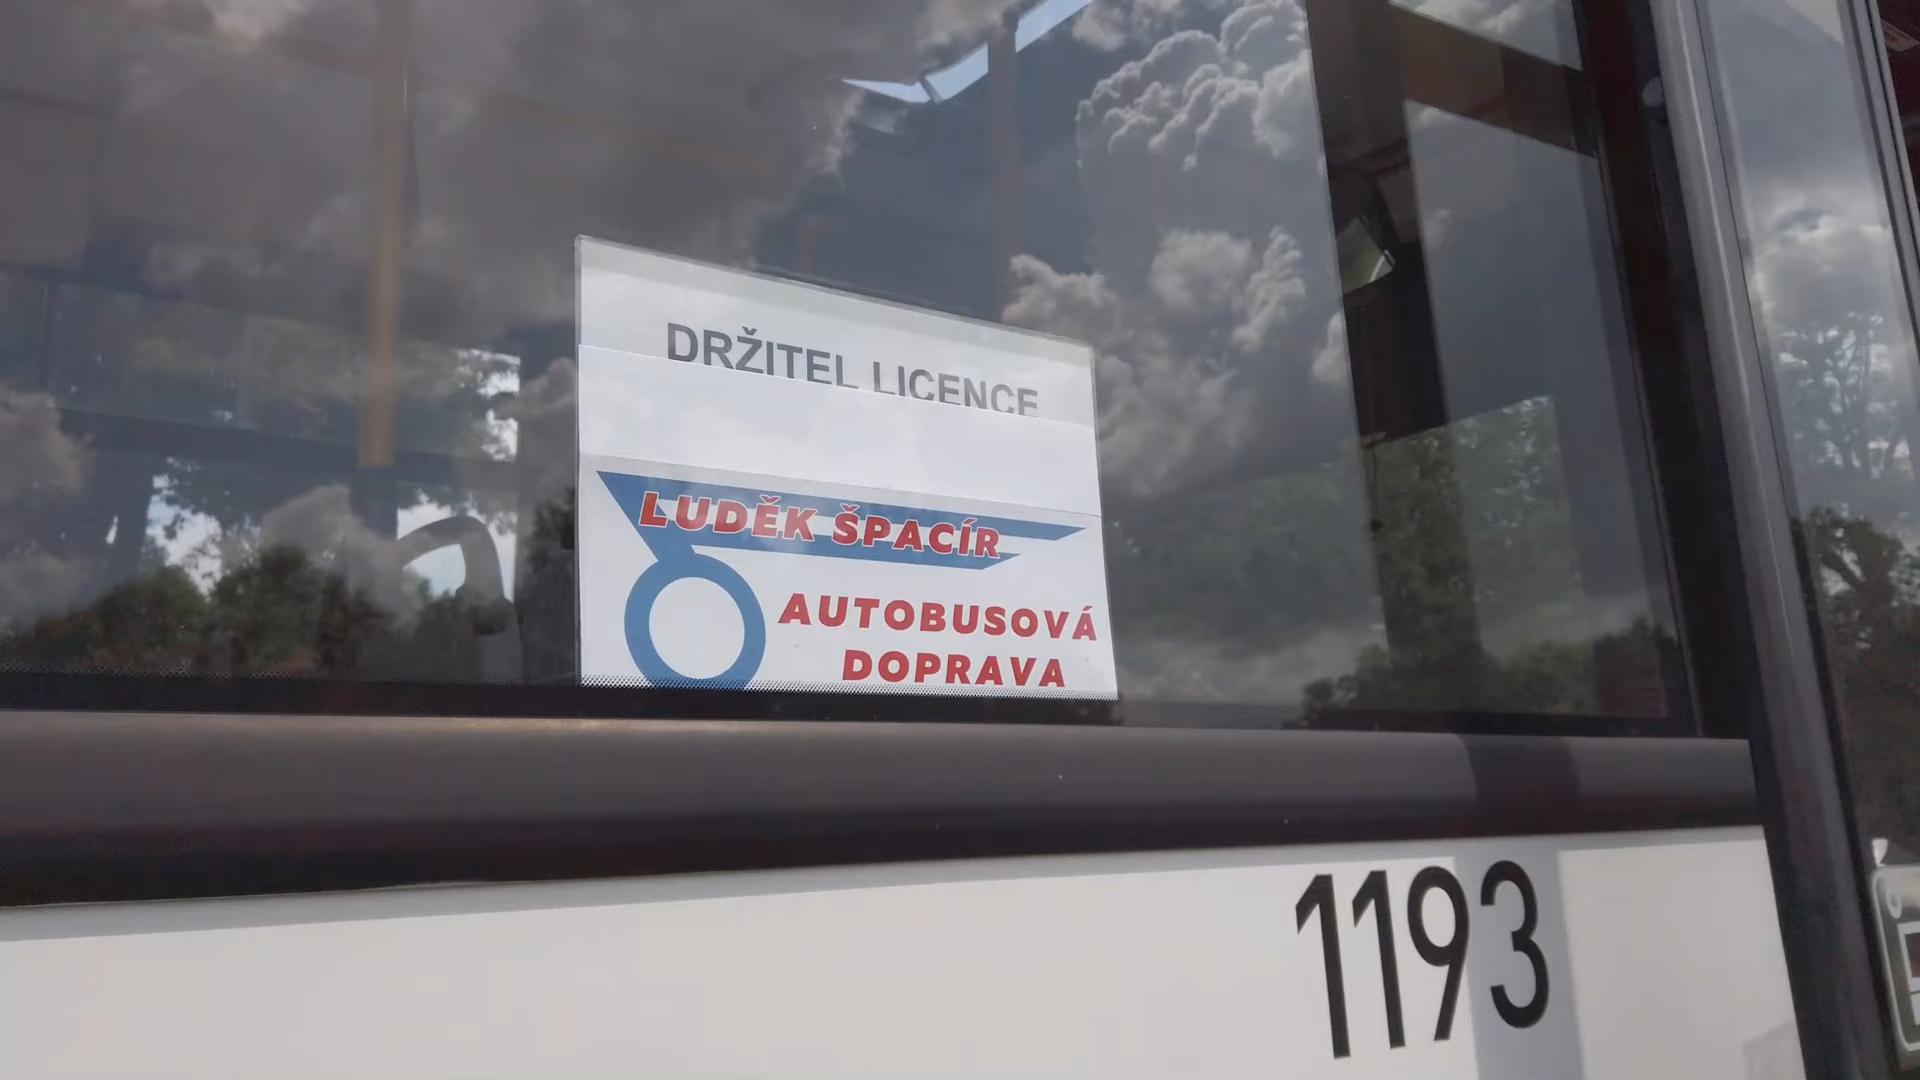 DRŽITEL LICENCE
LUDĚK ŠPACÍR
AUTOBUSOVÁ
DOPRAVA
1193